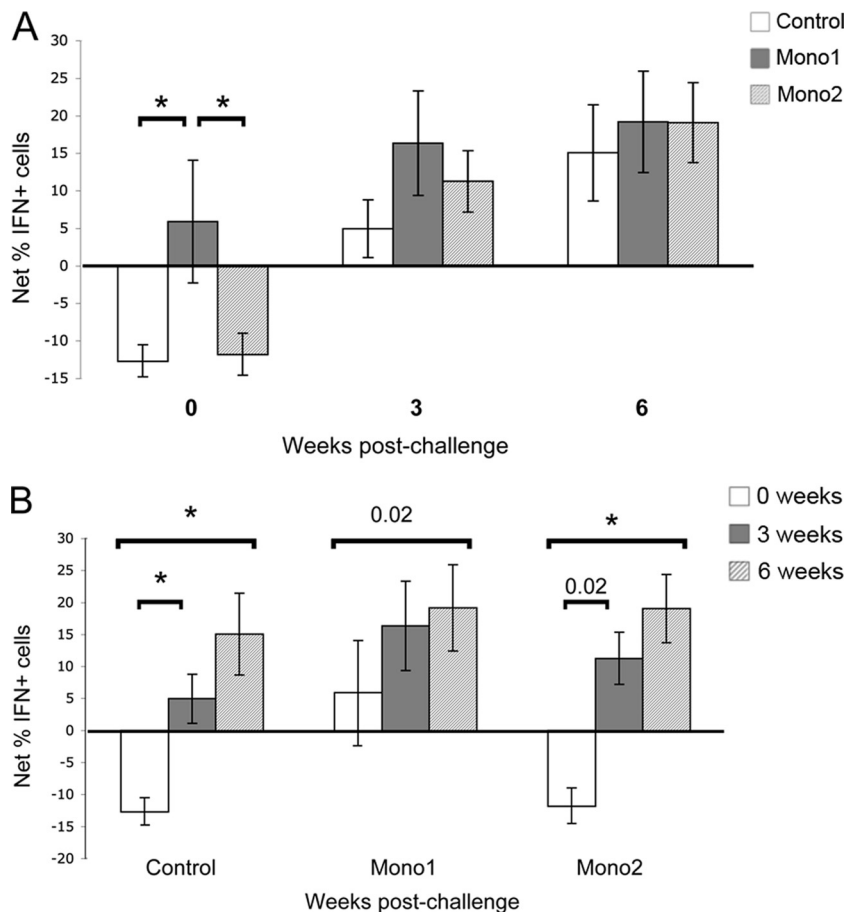 A
Control
Mono1
Mono2
Net % IFN+ cells
30
25
20
15
10
5
0
-5
-10
-15
* *
0 3 6
Weeks post-challenge
B
0 weeks
3 weeks
6 weeks
Net % IFN+ cells
30
25
20
15
10
5
0
-5
-10
-15
-20
* 0.02 *
* 0.02
Control Mono1 Mono2
Weeks post-challenge